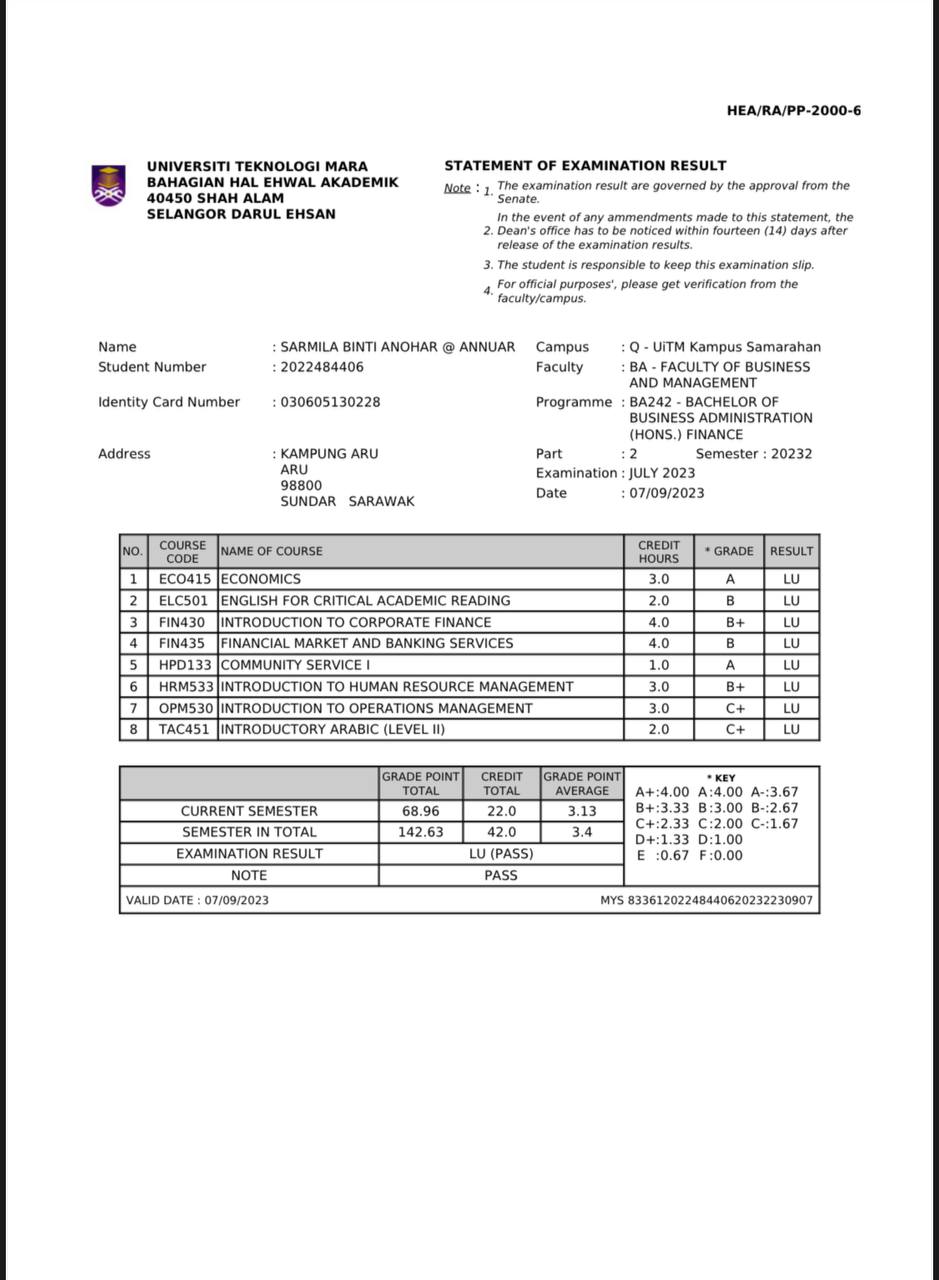 HEA/RA/PP-2000-6
UNIVERSITI TEKNOLOGI MARA
BAHAGIAN HAL EHWAL AKADEMIK
40450 SHAH ALAM
SELANGOR DARUL EHSAN
STATEMENT OF EXAMINATION RESULT
Note : 1. The examination result are governed by the approval from the
Senate.
In the event of any ammendments made to this statement, the
2. Dean's office has to be noticed within fourteen (14) days after
release of the examination results.
3. The student is responsible to keep this examination slip.
4. For official purposes', please get verification from the
faculty/campus.
Name : SARMILA BINTI ANOHAR @ ANNUAR
Student Number : 2022484406
Identity Card Number : 030605130228
Address : KAMPUNG ARU
ARU
98800
SUNDAR SARAWAK
Campus : Q - UiTM Kampus Samarahan
Faculty : BA - FACULTY OF BUSINESS
AND MANAGEMENT
Programme : BA242 - BACHELOR OF
BUSINESS ADMINISTRATION
(HONS.) FINANCE
Part : 2 Semester : 20232
Examination : JULY 2023
Date : 07/09/2023
NO. COURSE CODE NAME OF COURSE CREDIT HOURS * GRADE RESULT
1 ECO415 ECONOMICS 3.0 A LU
2 ELC501 ENGLISH FOR CRITICAL ACADEMIC READING 2.0 B LU
3 FIN430 INTRODUCTION TO CORPORATE FINANCE 4.0 B+ LU
4 FIN435 FINANCIAL MARKET AND BANKING SERVICES 4.0 B LU
5 HPD133 COMMUNITY SERVICE I 1.0 A LU
6 HRM533 INTRODUCTION TO HUMAN RESOURCE MANAGEMENT 3.0 B+ LU
7 OPM530 INTRODUCTION TO OPERATIONS MANAGEMENT 3.0 C+ LU
8 TAC451 INTRODUCTORY ARABIC (LEVEL II) 2.0 C+ LU
GRADE POINT TOTAL CREDIT TOTAL GRADE POINT AVERAGE
CURRENT SEMESTER 68.96 22.0 3.13
SEMESTER IN TOTAL 142.63 42.0 3.4
EXAMINATION RESULT LU (PASS)
NOTE PASS
* KEY
A+:4.00 A:4.00 A-:3.67
B+:3.33 B:3.00 B-:2.67
C+:2.33 C:2.00 C-:1.67
D+:1.33 D:1.00
E :0.67 F:0.00
VALID DATE : 07/09/2023 MYS 83361202248440620232230907